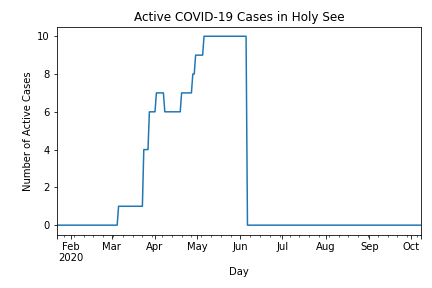 Active COVID-19 Cases in Holy See
Number of Active Cases
10
8
6
4
2
0
Feb Mar Apr May Jun Jul Aug Sep Oct
2020
Day